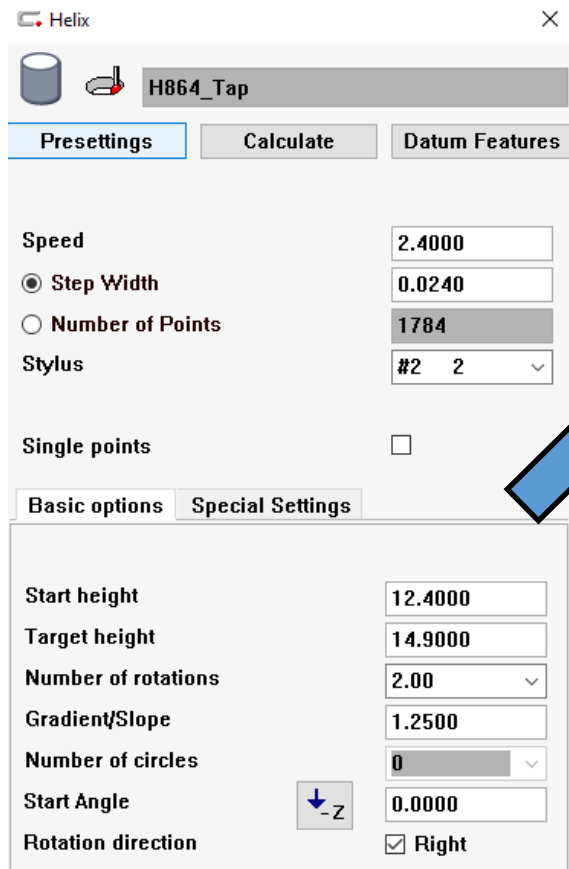 Helix
H864_Tap
Presettings Calculate Datum Features
Speed 2.4000
Step Width 0.0240
Number of Points 1784
Stylus #2 2
Single points
Basic options Special Settings
Start height 12.4000
Target height 14.9000
Number of rotations 2.00
Gradient/Slope 1.2500
Number of circles 0
Start Angle -Z 0.0000
Rotation direction Right